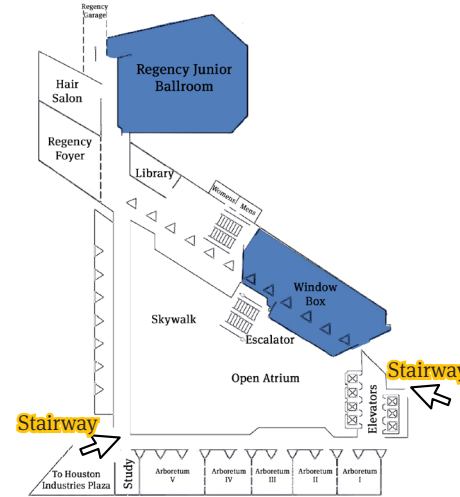 Regency
Garage
Regency Junior
Ballroom
Hair
Salon
Regency
Foyer
Library
Womens
Mens
Window
Box
Skywalk
Escalator
Open Atrium
Stairway
Elevators
Stairway
To Houston
Industries Plaza
Study
Arboretum
V
Arboretum
IV
Arboretum
III
Arboretum
II
Arboretum
I